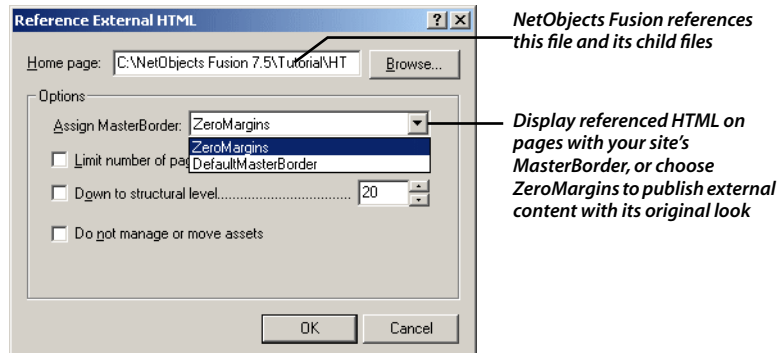 Reference External HTML
Home page: C:\NetObjects Fusion 7.5\Tutorial\HT Browse...
NetObjects Fusion references
this file and its child files
Options
Assign MasterBorder: ZeroMargins
ZeroMargins
DefaultMasterBorder
Limit number of pag
Down to structural level 20
Do not manage or move assets
OK Cancel
Display referenced HTML on
pages with your site's
MasterBorder, or choose
ZeroMargins to publish external
content with its original look